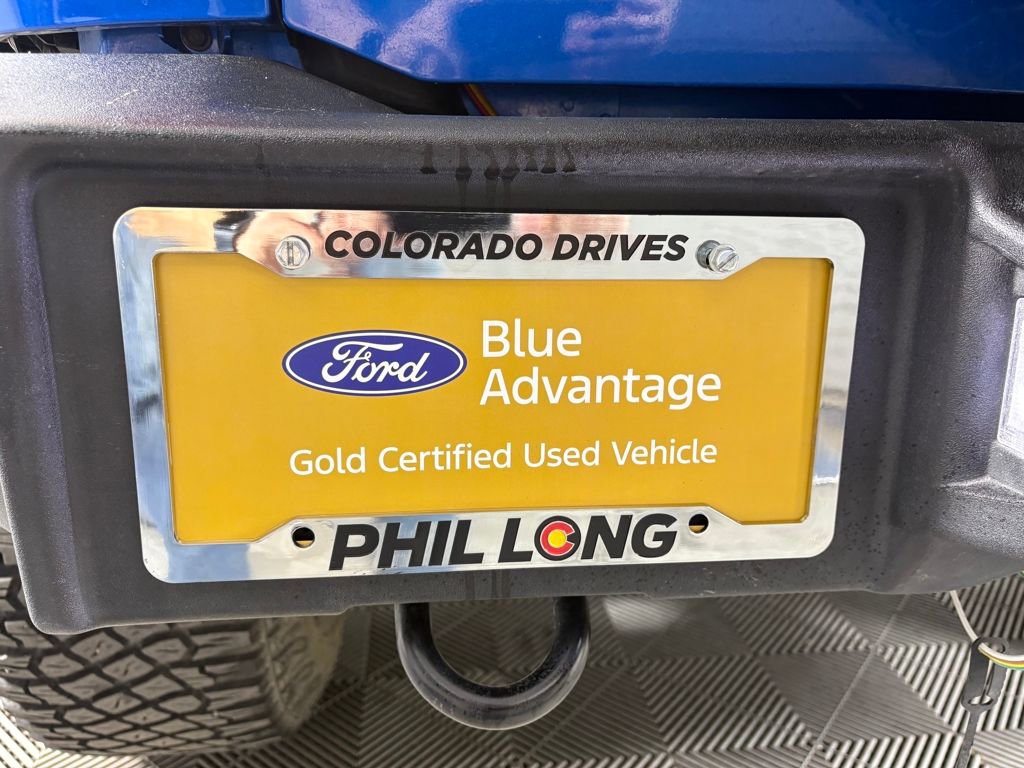 COLORADO DRIVES
Ford
Blue
Advantage
Gold Certified Used Vehicle
PHIL LONG